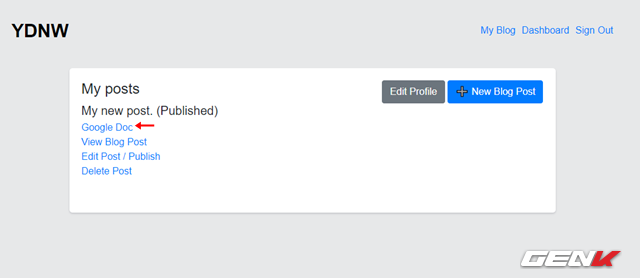 YDNW
My Blog Dashboard Sign Out
My posts
Edit Profile
New Blog Post
My new post. (Published)
Google Doc
View Blog Post
Edit Post / Publish
Delete Post
GENK